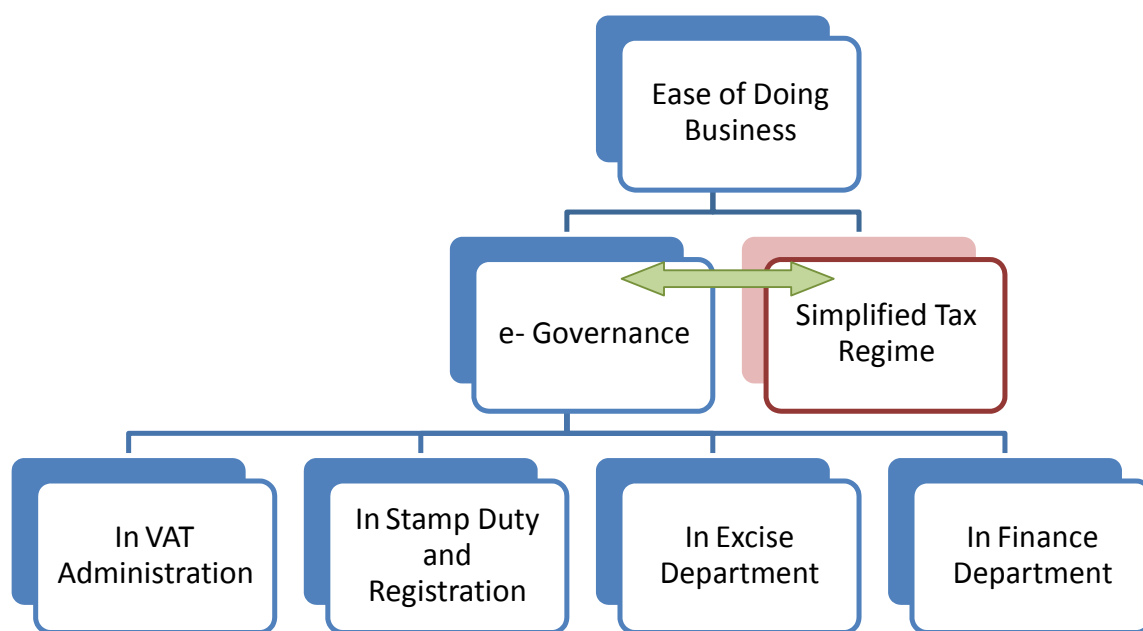 Ease of Doing
Business
e- Governance
Simplified Tax
Regime
In VAT
Administration
In Stamp Duty
and
Registration
In Excise
Department
In Finance
Department